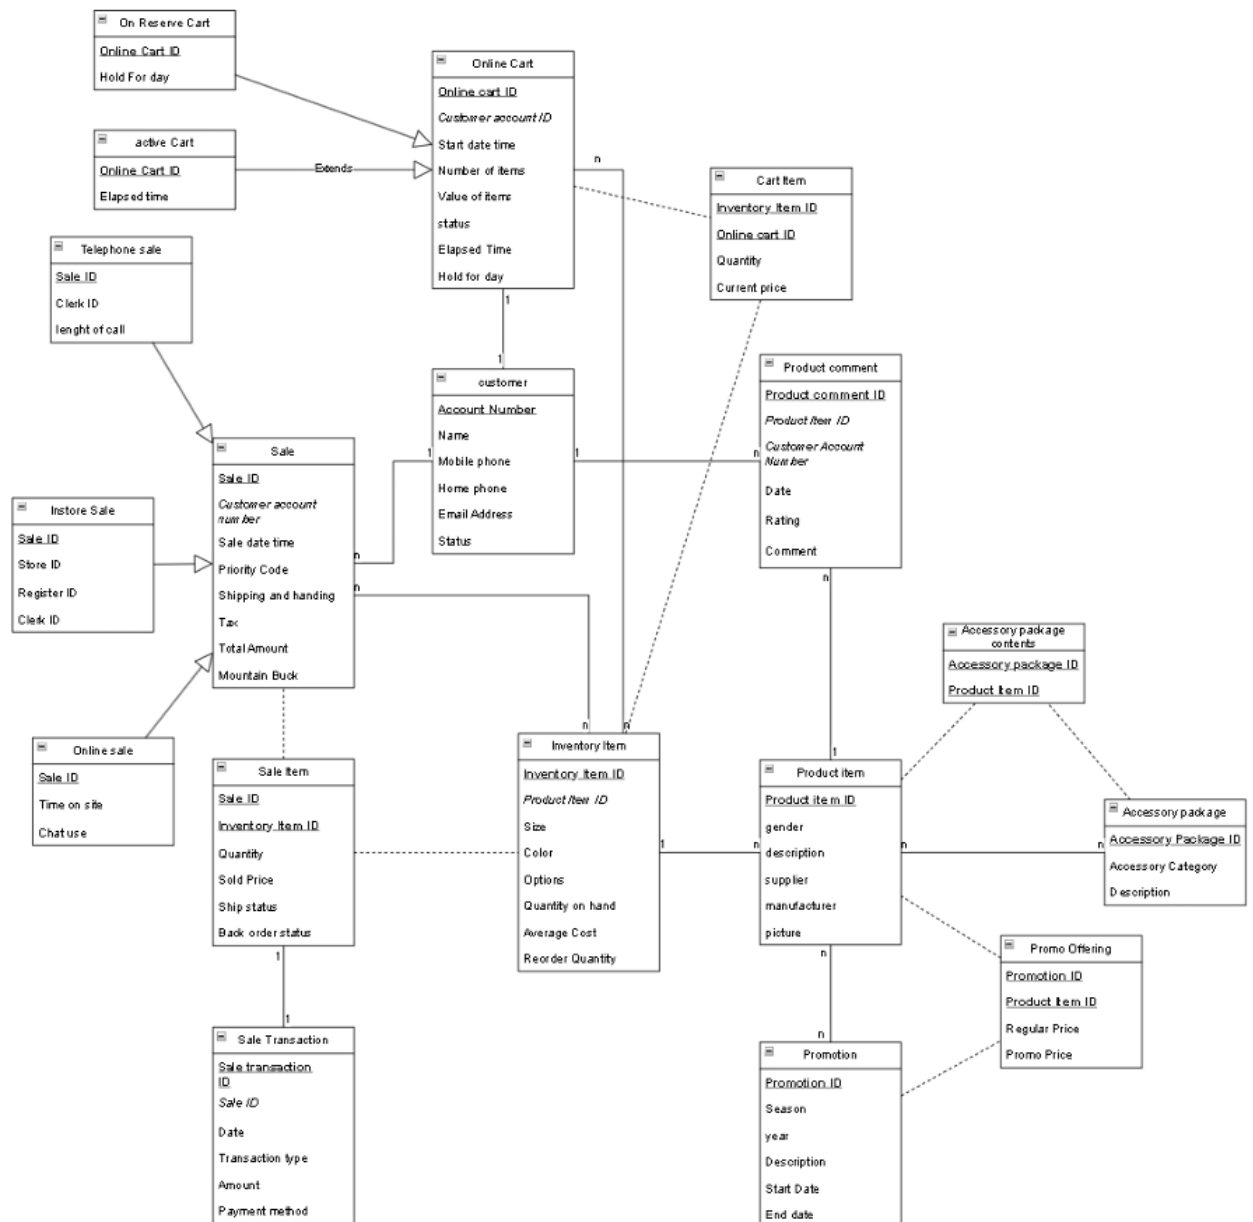 On Reserve Cart
Online Cart ID
Hold For day
Online Cart
Online cart ID
Customer account ID
Start date time
Number of items
Value of items
status
Elapsed Time
Hold for day
active Cart
Online Cart ID
Elapsed time
Extends
n
Cart Item
Inventory Item ID
Online cart ID
Quantity
Current price
Telephone sale
Sale ID
Clerk ID
lenght of call
1
1
customer
Account Number
Name
Mobile phone
Home phone
Email Address
Status
1
1
n
Product comment
Product comment ID
Product Item ID
Customer Account
Number
Date
Rating
Comment
n
Sale
Sale ID
Customer account
number
Sale date time
Priority Code
Shipping and handing
Tax
Total Amount
Mountain Buck
n
n
Instore Sale
Sale ID
Store ID
Register ID
Clerk ID
Accessory package
contents
Accessory package ID
Product Item ID
Online sale
Sale ID
Time on site
Chat use
n
n
Inventory Item
Inventory Item ID
Product Item ID
Size
Color
Options
Quantity on hand
Average Cost
Reorder Quantity
1
n
1
Product item
Product item ID
gender
description
supplier
manufacturer
picture
n
n
Accessory package
Accessory Package ID
Accessory Category
Description
Sale Item
Sale ID
Inventory Item ID
Quantity
Sold Price
Ship status
Back order status
1
1
n
n
Promo Offering
Promotion ID
Product Item ID
Regular Price
Promo Price
Sale Transaction
Sale transaction
ID
Sale ID
Date
Transaction type
Amount
Payment method
Promotion
Promotion ID
Season
year
Description
Start Date
End date